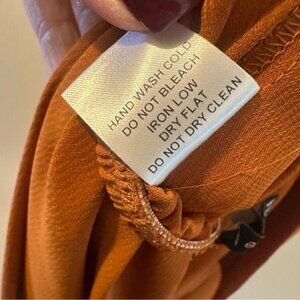 HAND WASH COLD
DO NOT BLEACH
IRON LOW
DRY FLAT
DO NOT DRY CLEAN